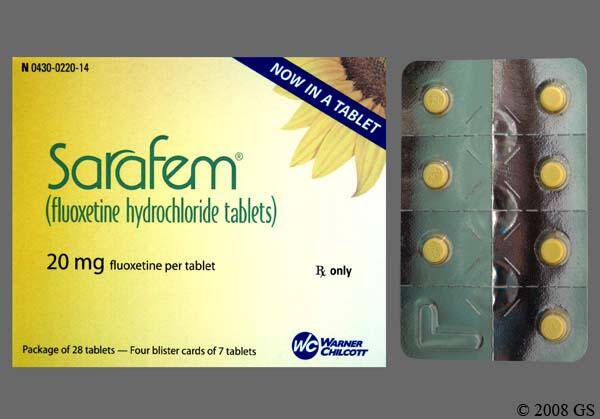 N 0430-0220-14
NOW IN A TABLET
Sarafem®
(fluoxetine hydrochloride tablets)
20 mg fluoxetine per tablet
℞ only
Package of 28 tablets — Four blister cards of 7 tablets
WC WARNER
CHILCOTT
© 2008 GS